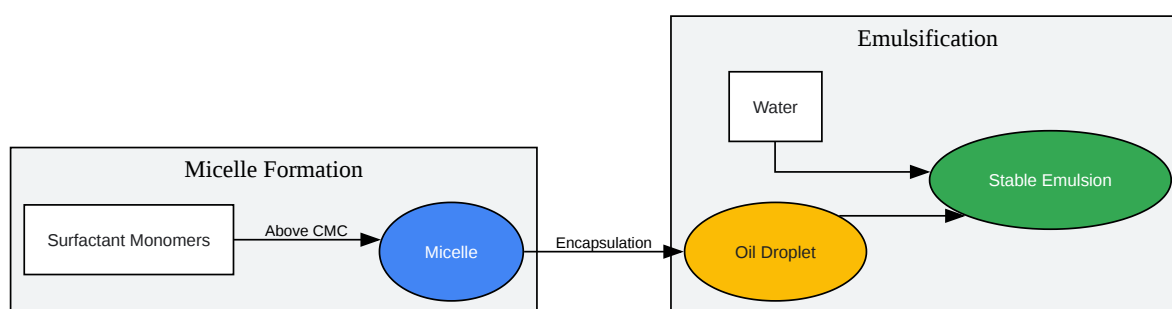 Micelle Formation
Surfactant Monomers
Above CMC
Micelle
Encapsulation
Emulsification
Water
Oil Droplet
Stable Emulsion